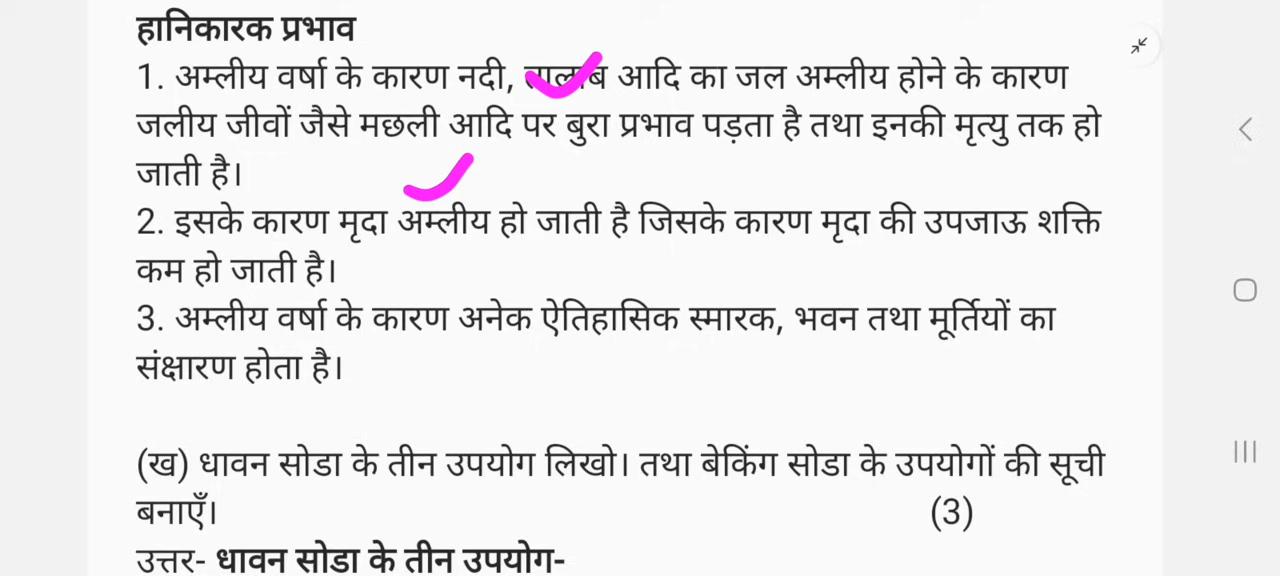 हानिकारक प्रभाव
1. अम्लीय वर्षा के कारण नदी, तालाब आदि का जल अम्लीय होने के कारण
जलीय जीवों जैसे मछली आदि पर बुरा प्रभाव पड़ता है तथा इनकी मृत्यु तक हो
जाती है।
2. इसके कारण मृदा अम्लीय हो जाती है जिसके कारण मृदा की उपजाऊ शक्ति
कम हो जाती है।
3. अम्लीय वर्षा के कारण अनेक ऐतिहासिक स्मारक, भवन तथा मूर्तियों का
संक्षारण होता है।
(ख) धावन सोडा के तीन उपयोग लिखो। तथा बेकिंग सोडा के उपयोगों की सूची
बनाएँ। (3)
उत्तर- धावन सोडा के तीन उपयोग-